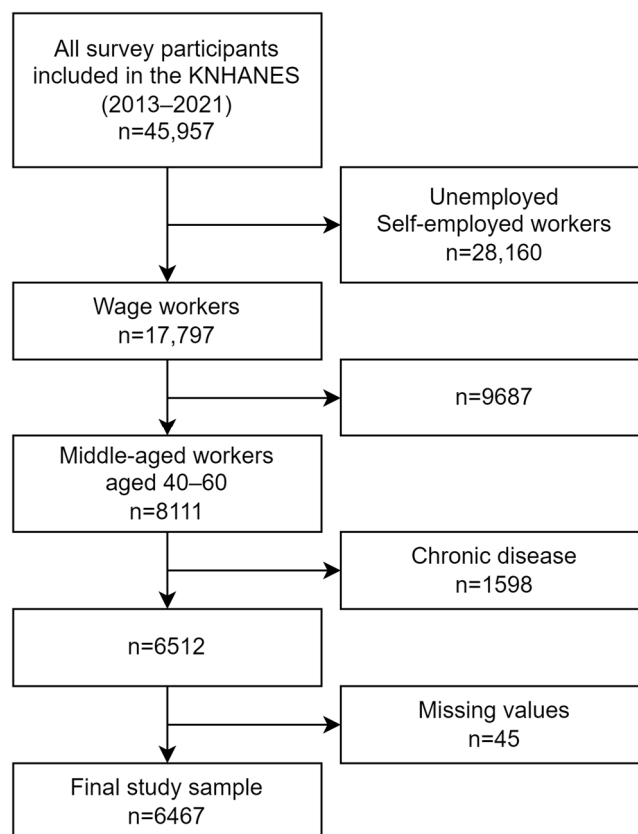 All survey participants
included in the KNHANES
(2013–2021)
n=45,957
Unemployed
Self-employed workers
n=28,160
Wage workers
n=17,797
n=9687
Middle-aged workers
aged 40–60
n=8111
Chronic disease
n=1598
n=6512
Missing values
n=45
Final study sample
n=6467